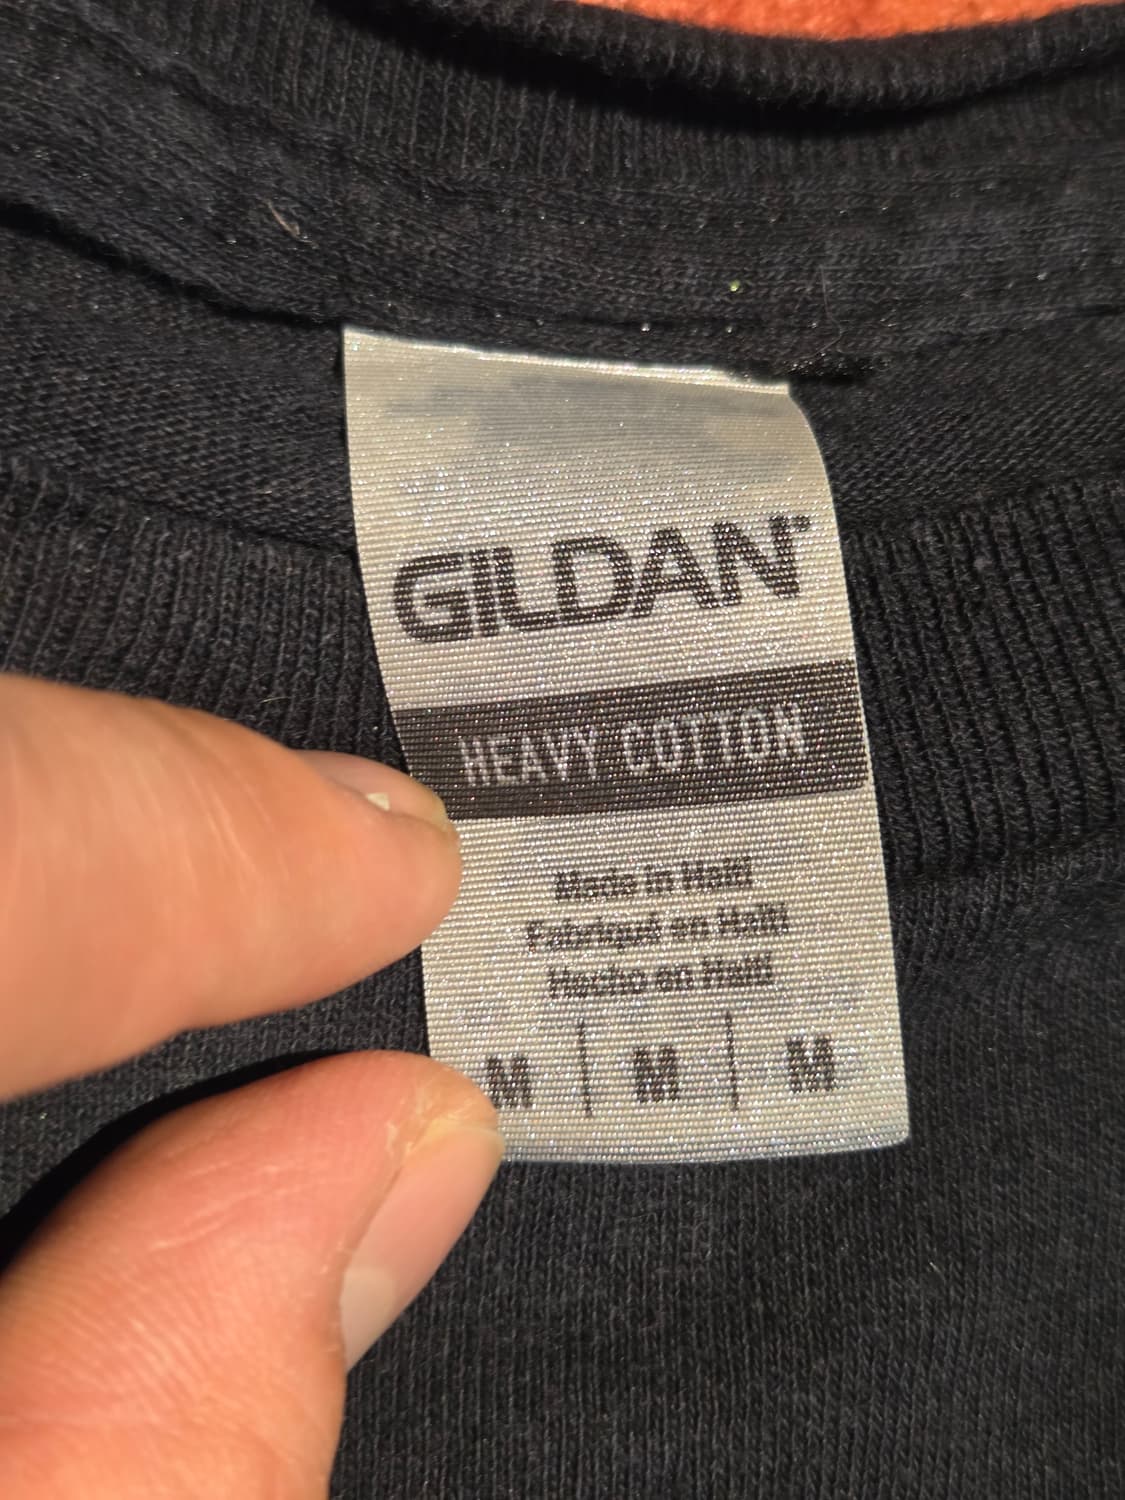 GILDAN
HEAVY COTTON
Made in Haiti
Fabriqué en Haïti
Hecho en Haití
M | M | M